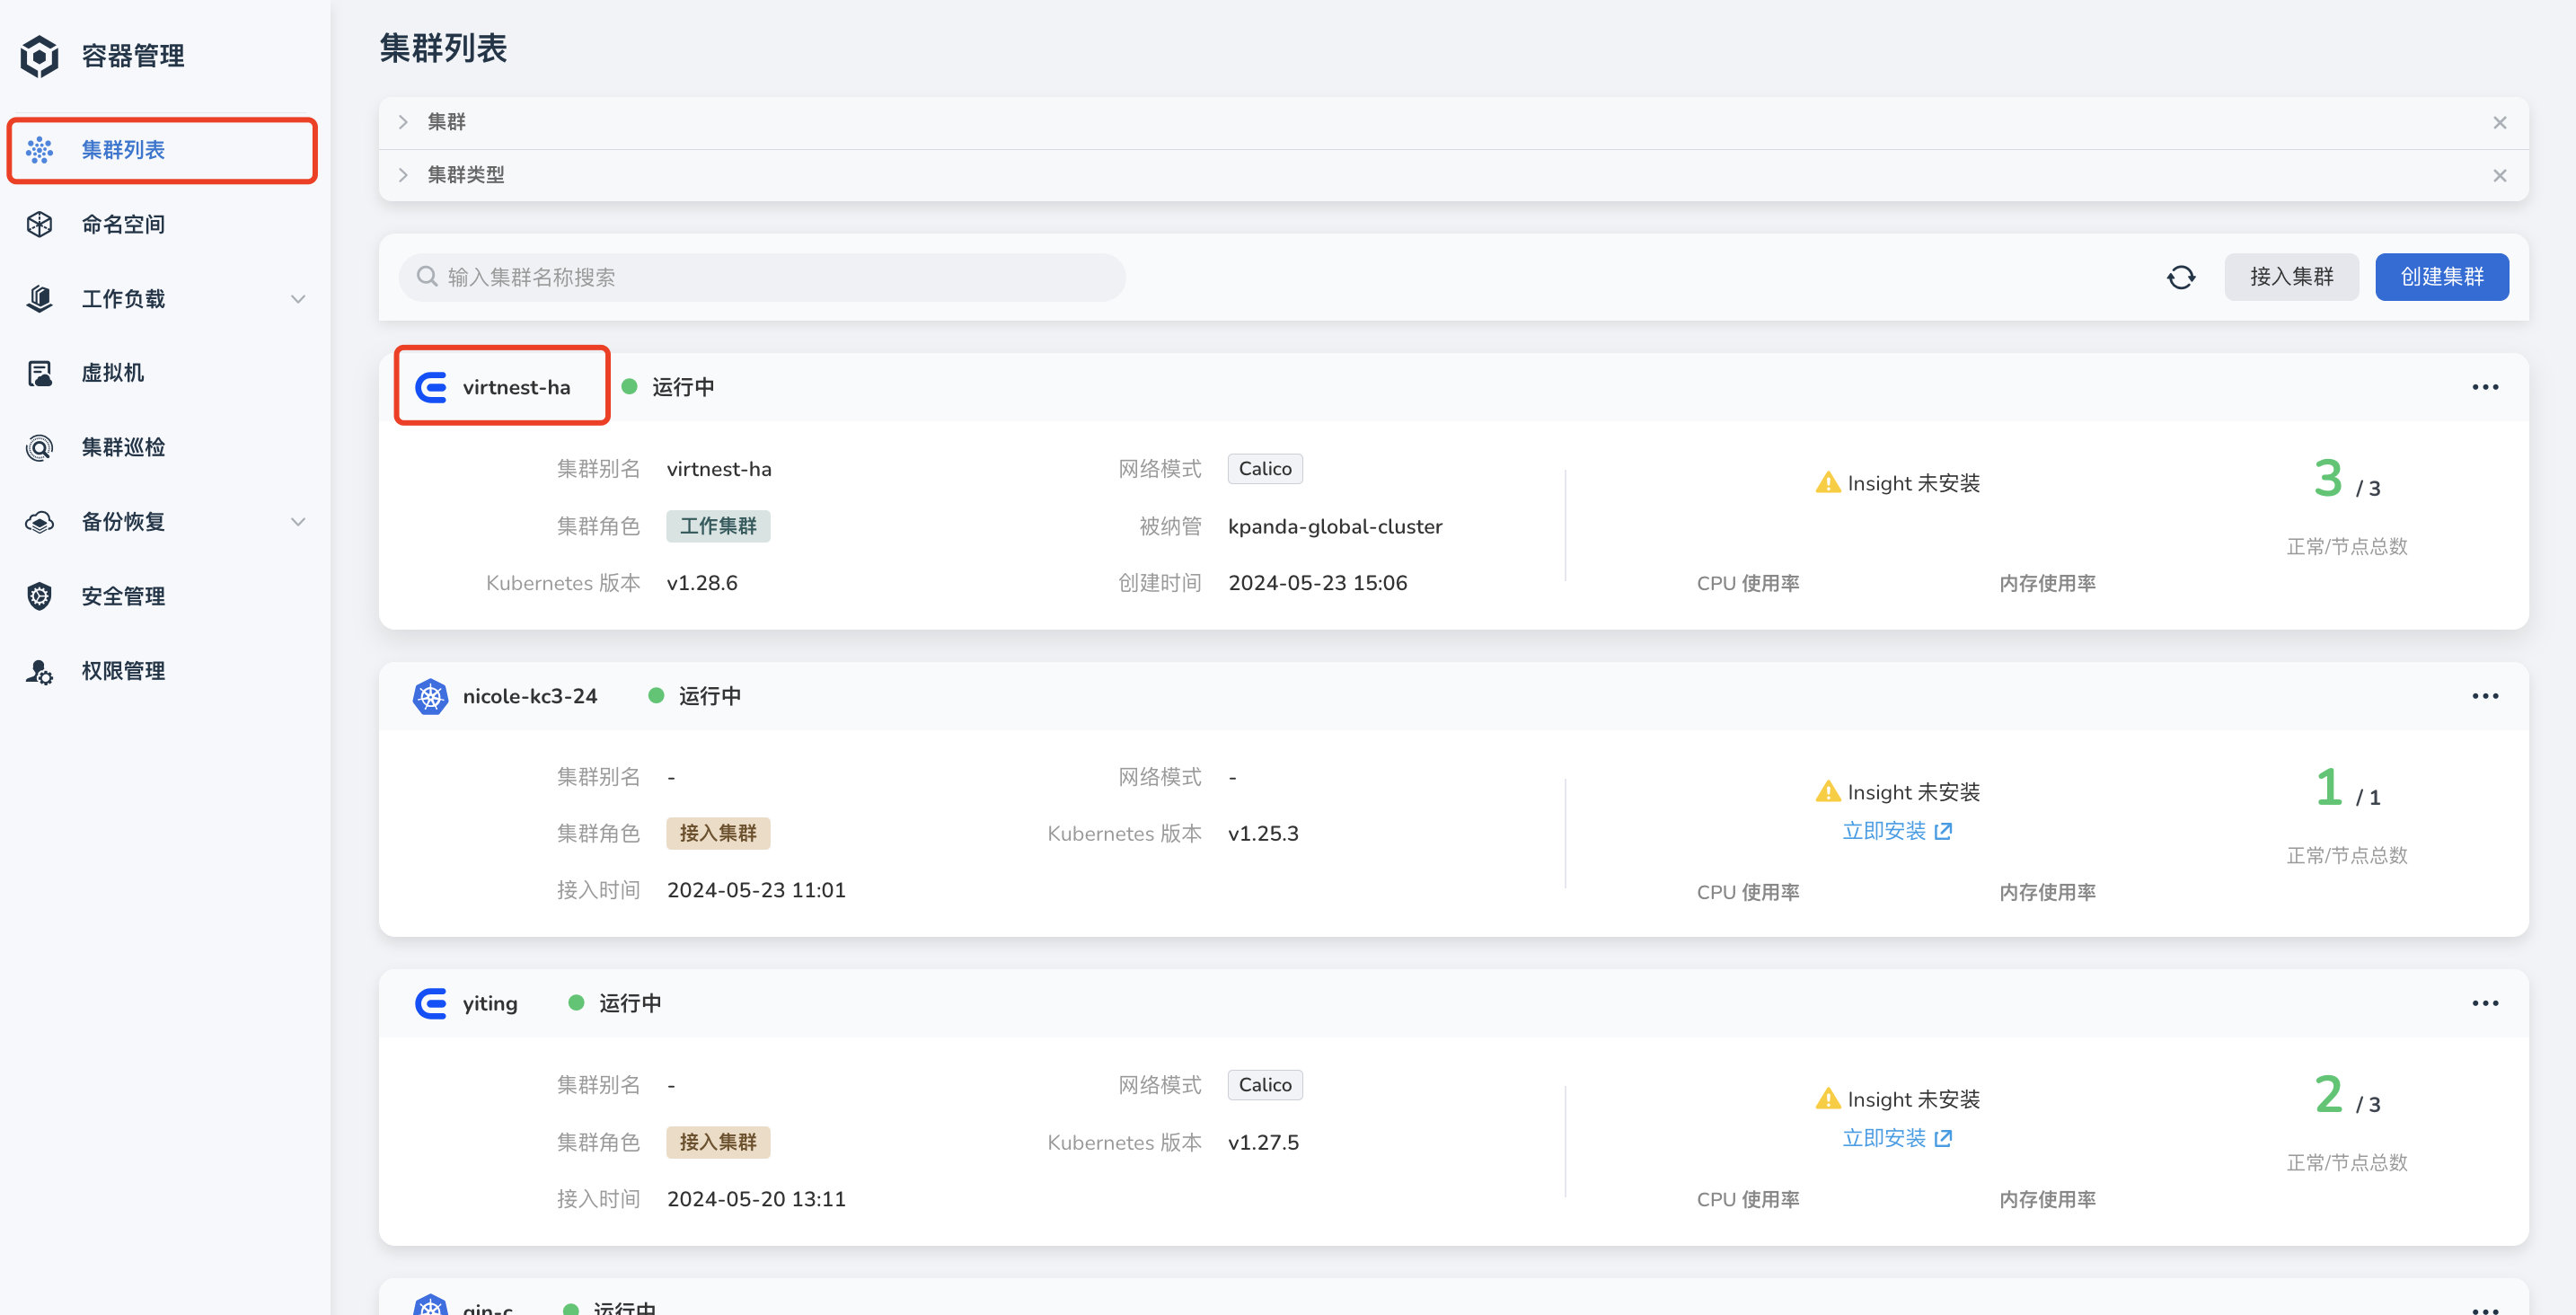 容器管理
集群列表
命名空间
工作负载
虚拟机
集群巡检
备份恢复
安全管理
权限管理
集群列表
集群
集群类型
输入集群名称搜索
接入集群
创建集群
virtnest-ha 运行中
集群别名 virtnest-ha 网络模式 Calico
集群角色 工作集群 被纳管 kpanda-global-cluster
Kubernetes 版本 v1.28.6 创建时间 2024-05-23 15:06
Insight 未安装
CPU 使用率 内存使用率
3 / 3
正常/节点总数
nicole-kc3-24 运行中
集群别名 - 网络模式 -
集群角色 接入集群 Kubernetes 版本 v1.25.3
接入时间 2024-05-23 11:01
Insight 未安装
立即安装
CPU 使用率 内存使用率
1 / 1
正常/节点总数
yiting 运行中
集群别名 - 网络模式 Calico
集群角色 接入集群 Kubernetes 版本 v1.27.5
接入时间 2024-05-20 13:11
Insight 未安装
立即安装
CPU 使用率 内存使用率
2 / 3
正常/节点总数
运行中